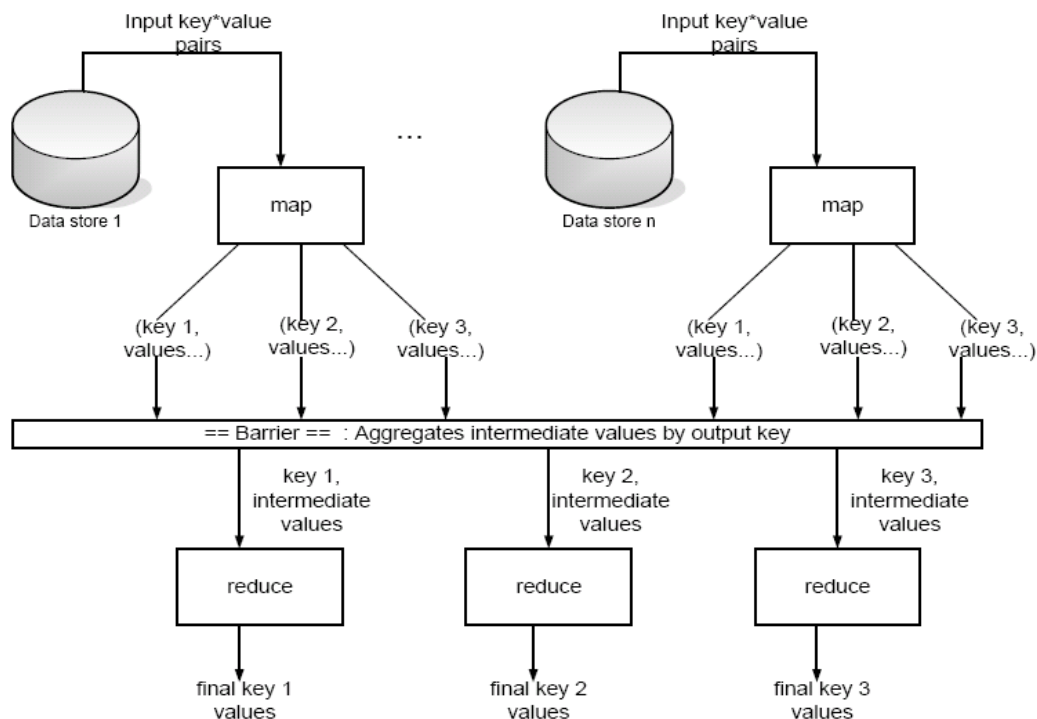 Input key*value
pairs
Input key*value
pairs
...
map
map
Data store 1
Data store n
(key 1,
values...)
(key 2,
values...)
(key 3,
values...)
(key 1,
values...)
(key 2,
values...)
(key 3,
values...)
== Barrier == : Aggregates intermediate values by output key
key 1,
intermediate
values
key 2,
intermediate
values
key 3,
intermediate
values
reduce
reduce
reduce
final key 1
values
final key 2
values
final key 3
values